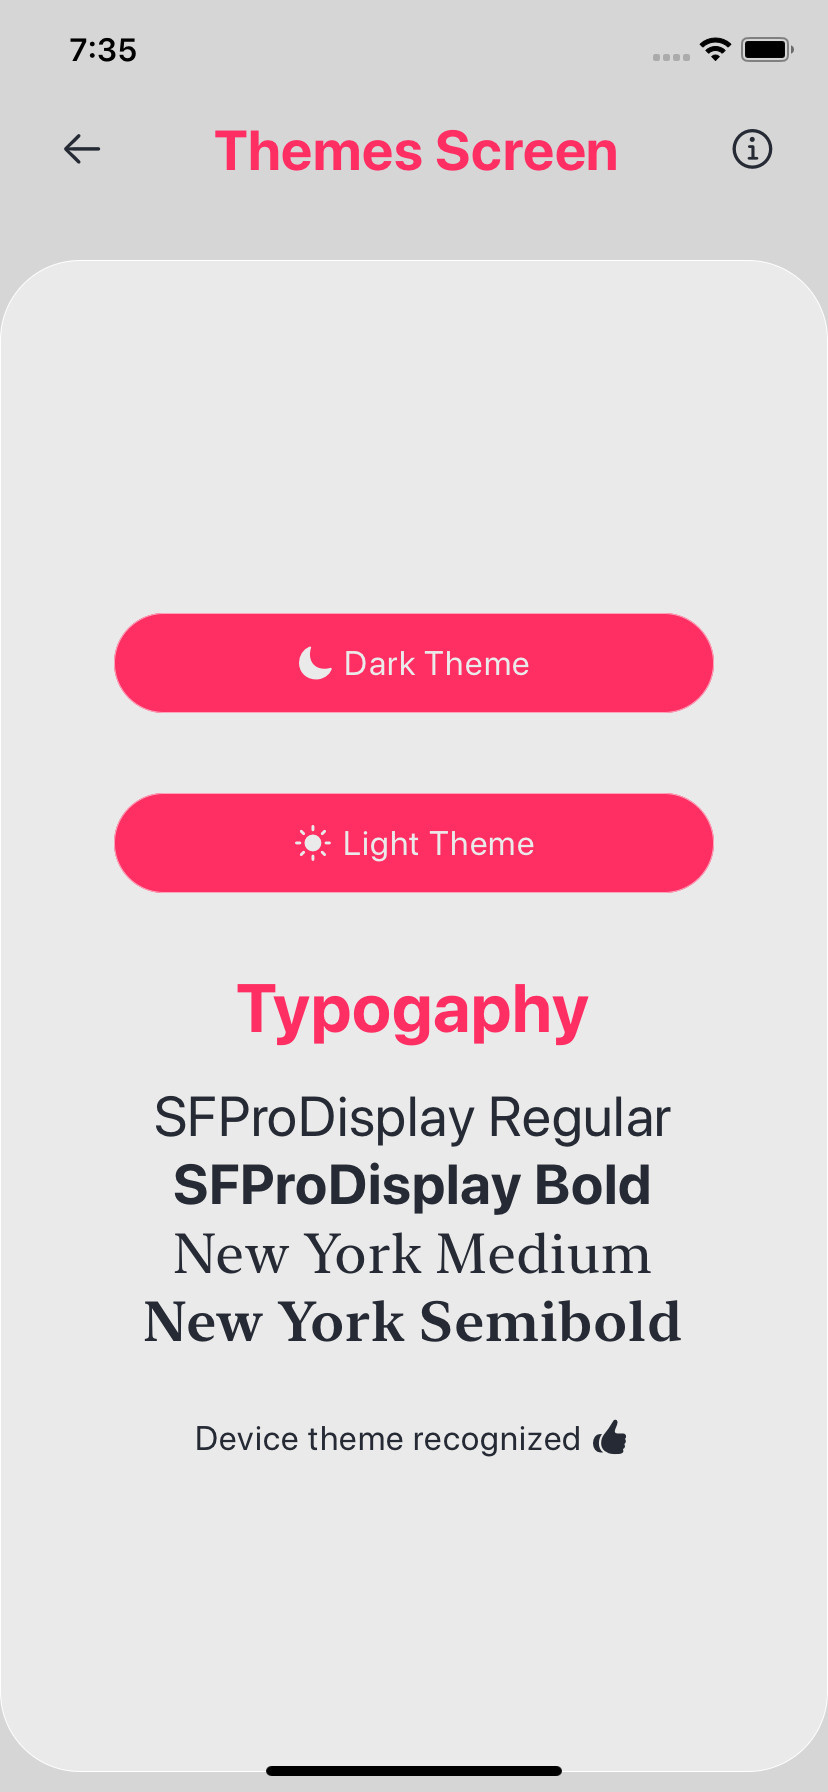 7:35
Themes Screen
Dark Theme
Light Theme
Typogaphy
SFProDisplay Regular
SFProDisplay Bold
New York Medium
New York Semibold
Device theme recognized